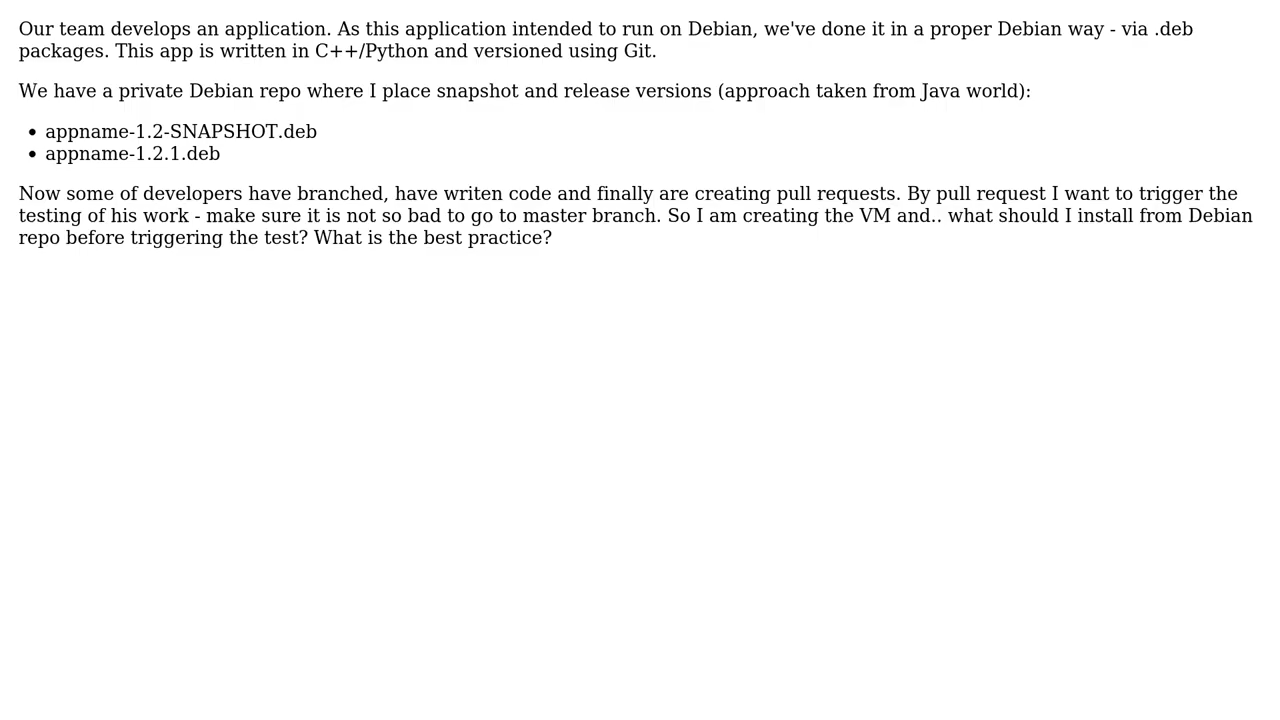 Our team develops an application. As this application intended to run on Debian, we've done it in a proper Debian way - via .deb
packages. This app is written in C++/Python and versioned using Git.
We have a private Debian repo where I place snapshot and release versions (approach taken from Java world):
• appname-1.2-SNAPSHOT.deb
• appname-1.2.1.deb
Now some of developers have branched, have writen code and finally are creating pull requests. By pull request I want to trigger the
testing of his work - make sure it is not so bad to go to master branch. So I am creating the VM and.. what should I install from Debian
repo before triggering the test? What is the best practice?